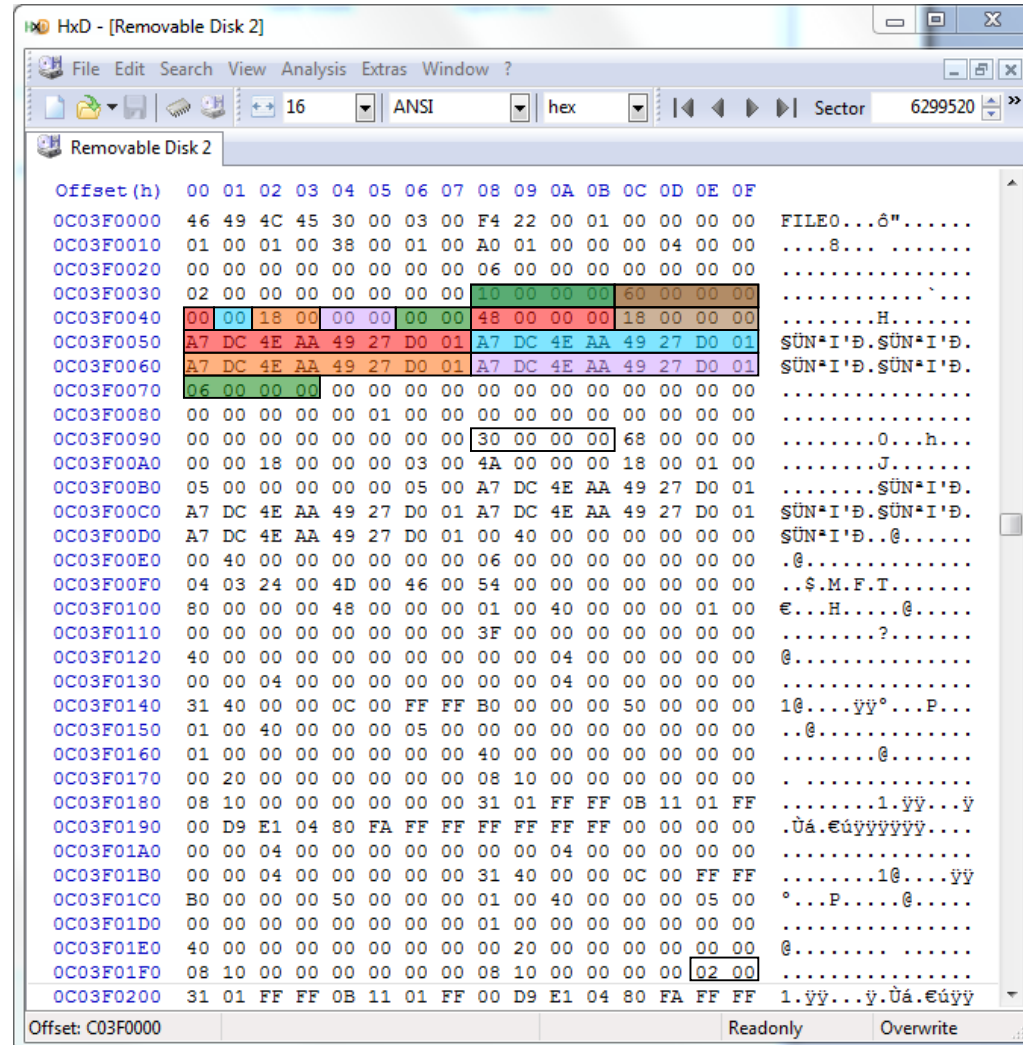 HxD - [Removable Disk 2]
File Edit Search View Analysis Extras Window ?
16 ANSI hex Sector 6299520 »
Removable Disk 2
Offset(h) 00 01 02 03 04 05 06 07 08 09 0A 0B 0C 0D 0E 0F
0C03F0000 46 49 4C 45 30 00 03 00 F4 22 00 01 00 00 00 00 FILE0...ô"......
0C03F0010 01 00 01 00 38 00 01 00 A0 01 00 00 00 04 00 00 ....8... .......
0C03F0020 00 00 00 00 00 00 00 00 06 00 00 00 00 00 00 00 ................
0C03F0030 02 00 00 00 00 00 00 00 10 00 00 00 60 00 00 00 ............`...
0C03F0040 00 00 18 00 00 00 00 00 48 00 00 00 18 00 00 00 ........H.......
0C03F0050 A7 DC 4E AA 49 27 D0 01 A7 DC 4E AA 49 27 D0 01 §ÜNªI'Ð.§ÜNªI'Ð.
0C03F0060 A7 DC 4E AA 49 27 D0 01 A7 DC 4E AA 49 27 D0 01 §ÜNªI'Ð.§ÜNªI'Ð.
0C03F0070 06 00 00 00 00 00 00 00 00 00 00 00 00 00 00 00 ................
0C03F0080 00 00 00 00 00 01 00 00 00 00 00 00 00 00 00 00 ................
0C03F0090 00 00 00 00 00 00 00 00 30 00 00 00 68 00 00 00 ........0...h...
0C03F00A0 00 00 18 00 00 00 03 00 4A 00 00 00 18 00 01 00 ........J.......
0C03F00B0 05 00 00 00 00 00 05 00 A7 DC 4E AA 49 27 D0 01 ........§ÜNªI'Ð.
0C03F00C0 A7 DC 4E AA 49 27 D0 01 A7 DC 4E AA 49 27 D0 01 §ÜNªI'Ð.§ÜNªI'Ð.
0C03F00D0 A7 DC 4E AA 49 27 D0 01 00 40 00 00 00 00 00 00 §ÜNªI'Ð..@......
0C03F00E0 00 40 00 00 00 00 00 00 06 00 00 00 00 00 00 00 .@..............
0C03F00F0 04 03 24 00 4D 00 46 00 54 00 00 00 00 00 00 00 ..$.M.F.T.......
0C03F0100 80 00 00 00 48 00 00 00 01 00 40 00 00 00 01 00 €...H.....@.....
0C03F0110 00 00 00 00 00 00 00 00 3F 00 00 00 00 00 00 00 ........?.......
0C03F0120 40 00 00 00 00 00 00 00 00 00 04 00 00 00 00 00 @...............
0C03F0130 00 00 04 00 00 00 00 00 00 00 04 00 00 00 00 00 ................
0C03F0140 31 40 00 00 0C 00 FF FF B0 00 00 00 50 00 00 00 1@....ÿÿ°...P...
0C03F0150 01 00 40 00 00 00 05 00 00 00 00 00 00 00 00 00 ..@.............
0C03F0160 01 00 00 00 00 00 00 00 40 00 00 00 00 00 00 00 ........@.......
0C03F0170 00 20 00 00 00 00 00 00 08 10 00 00 00 00 00 00 . ..............
0C03F0180 08 10 00 00 00 00 00 00 31 01 FF FF 0B 11 01 FF ........1.ÿÿ...ÿ
0C03F0190 00 D9 E1 04 80 FA FF FF FF FF FF FF 00 00 00 00 .Ùá.€úÿÿÿÿÿÿ....
0C03F01A0 00 00 04 00 00 00 00 00 00 00 04 00 00 00 00 00 ................
0C03F01B0 00 00 04 00 00 00 00 00 31 40 00 00 0C 00 FF FF ........1@....ÿÿ
0C03F01C0 B0 00 00 00 50 00 00 00 01 00 40 00 00 00 05 00 °...P.....@.....
0C03F01D0 00 00 00 00 00 00 00 00 01 00 00 00 00 00 00 00 ................
0C03F01E0 40 00 00 00 00 00 00 00 00 20 00 00 00 00 00 00 @........ ......
0C03F01F0 08 10 00 00 00 00 00 00 08 10 00 00 00 00 02 00 ................
0C03F0200 31 01 FF FF 0B 11 01 FF 00 D9 E1 04 80 FA FF FF 1.ÿÿ...ÿ.Ùá.€úÿÿ
Offset: C03F0000 Readonly Overwrite